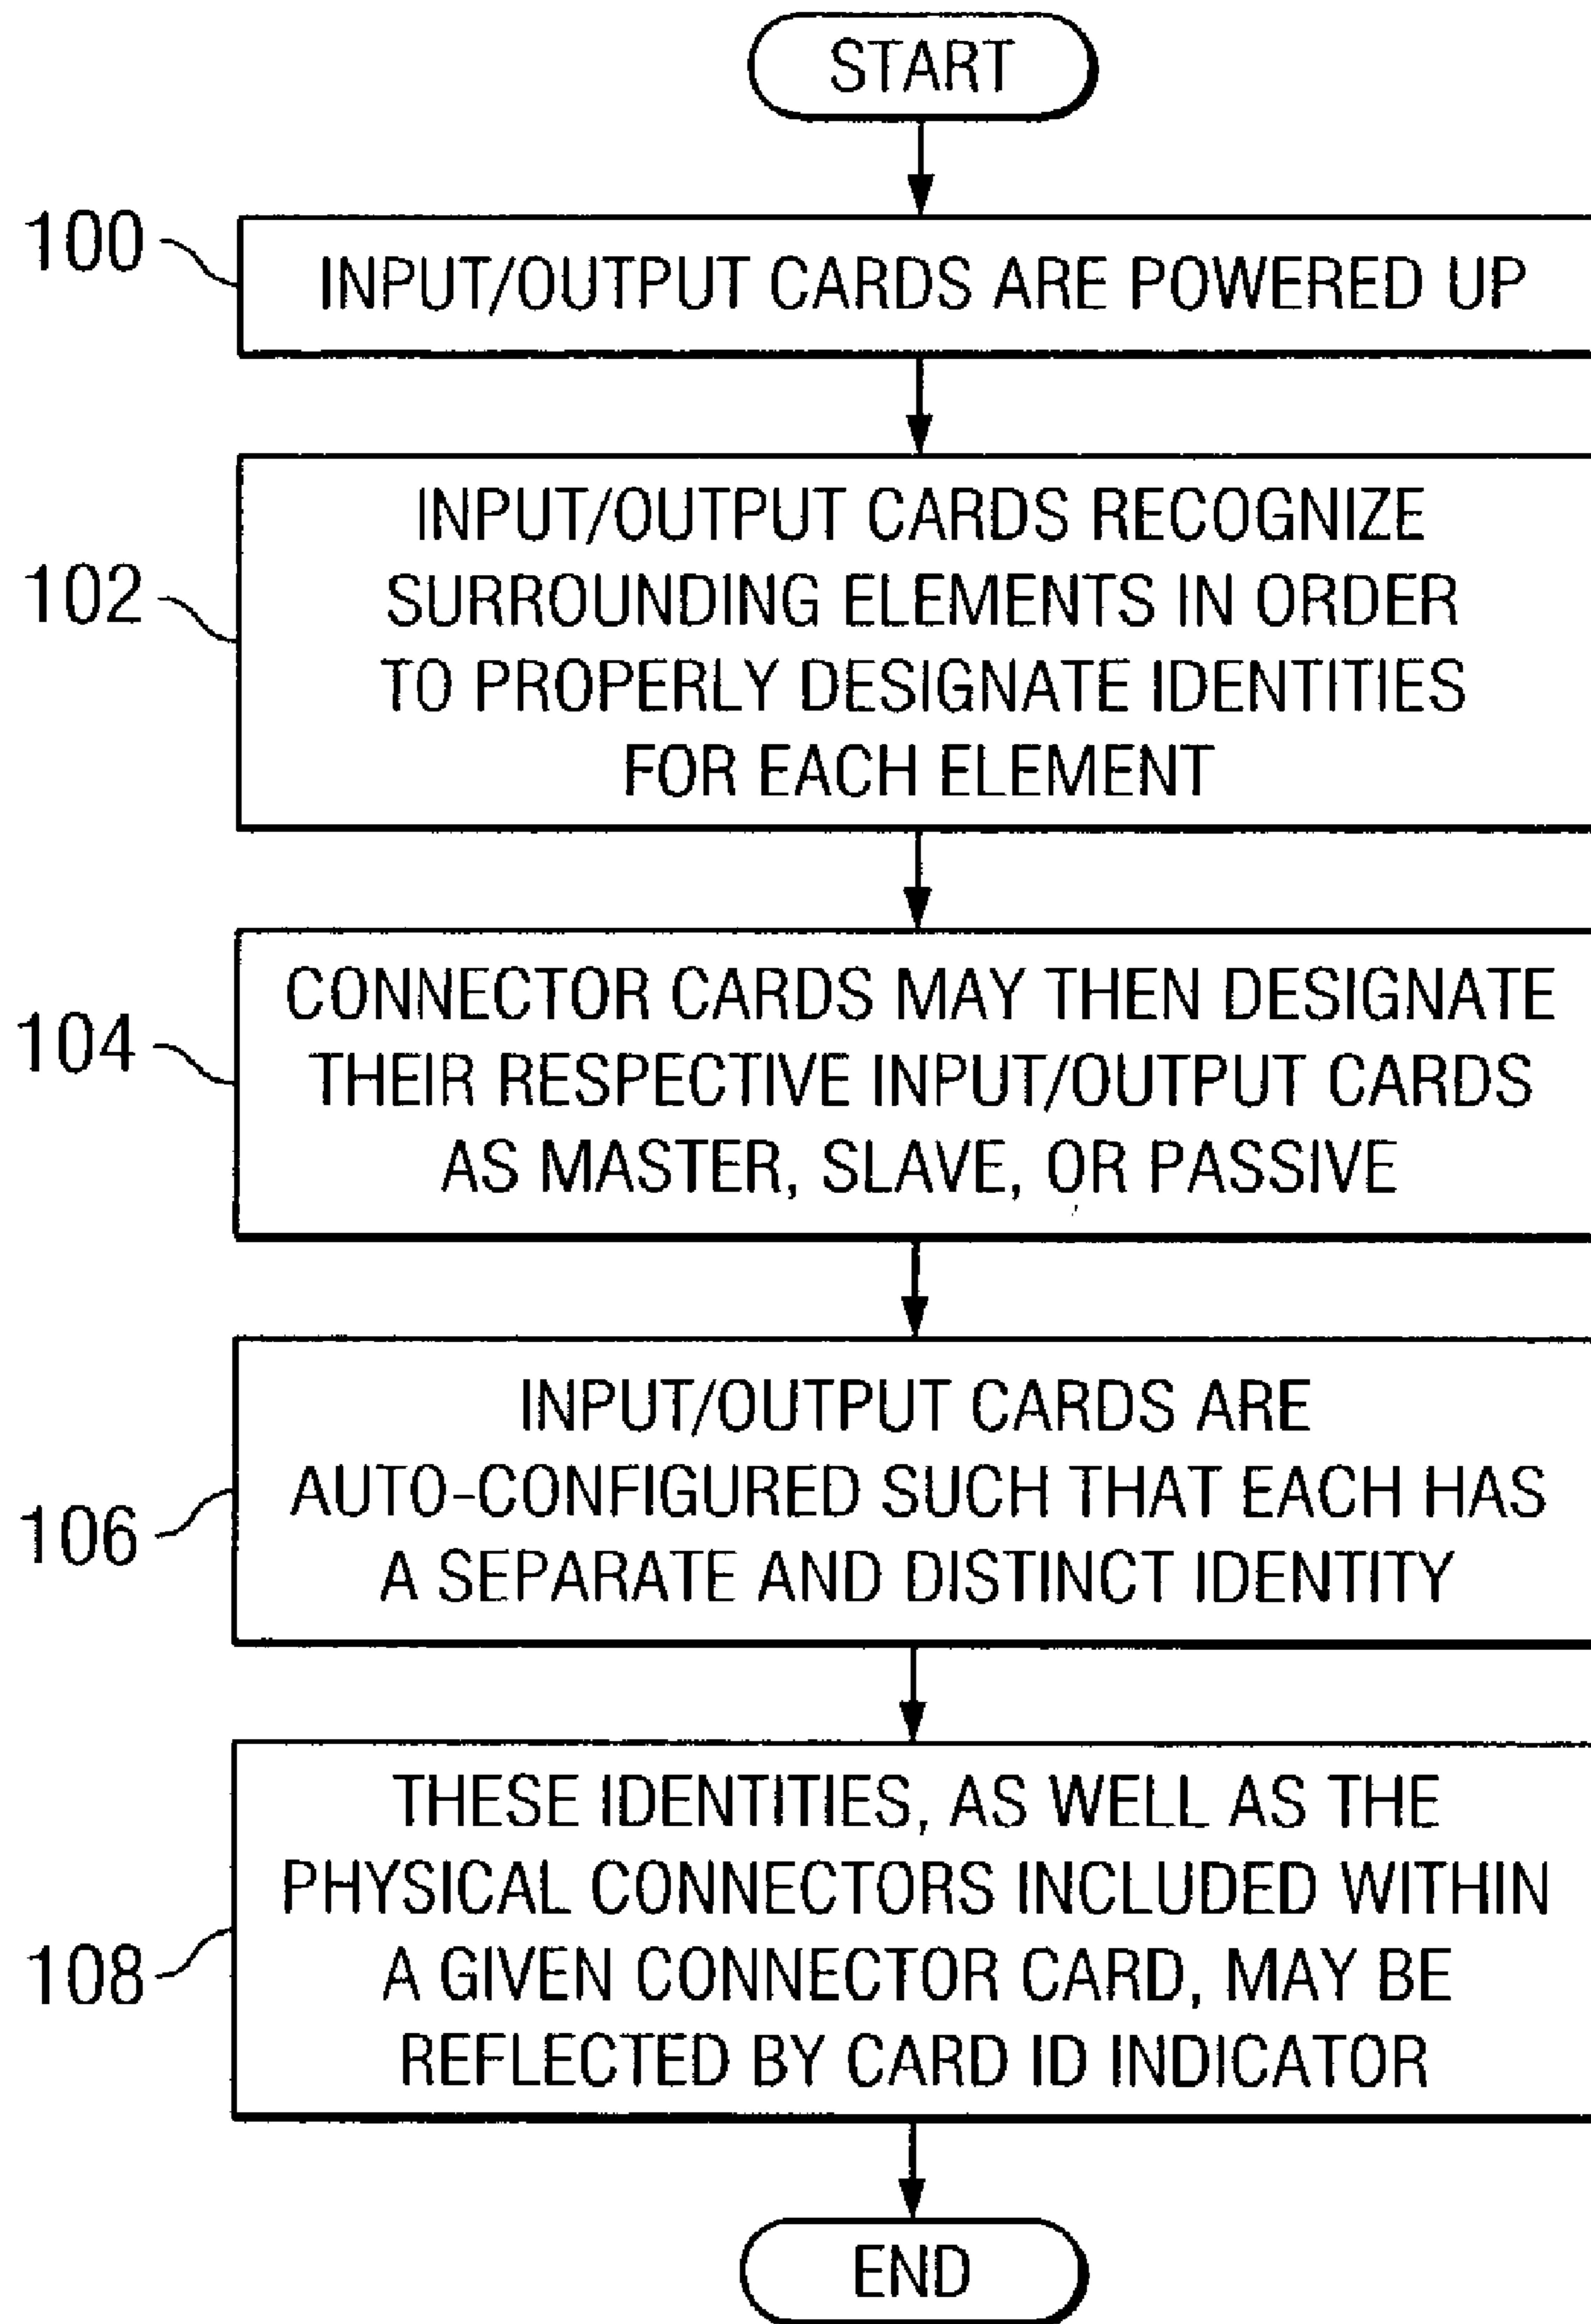 START
100
INPUT/OUTPUT CARDS ARE POWERED UP
102
INPUT/OUTPUT CARDS RECOGNIZE
SURROUNDING ELEMENTS IN ORDER
TO PROPERLY DESIGNATE IDENTITIES
FOR EACH ELEMENT
104
CONNECTOR CARDS MAY THEN DESIGNATE
THEIR RESPECTIVE INPUT/OUTPUT CARDS
AS MASTER, SLAVE, OR PASSIVE
106
INPUT/OUTPUT CARDS ARE
AUTO-CONFIGURED SUCH THAT EACH HAS
A SEPARATE AND DISTINCT IDENTITY
108
THESE IDENTITIES, AS WELL AS THE
PHYSICAL CONNECTORS INCLUDED WITHIN
A GIVEN CONNECTOR CARD, MAY BE
REFLECTED BY CARD ID INDICATOR
END